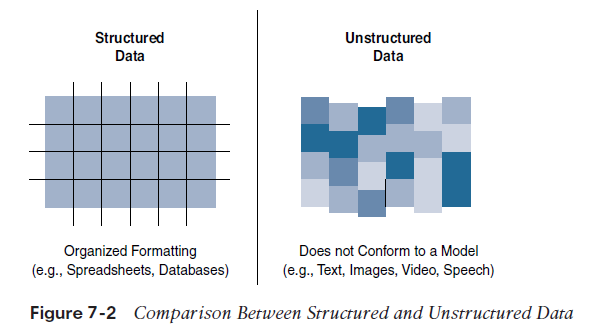 Structured
Data
Unstructured
Data
Organized Formatting
(e.g., Spreadsheets, Databases)
Does not Conform to a Model
(e.g., Text, Images, Video, Speech)
Figure 7-2 Comparison Between Structured and Unstructured Data